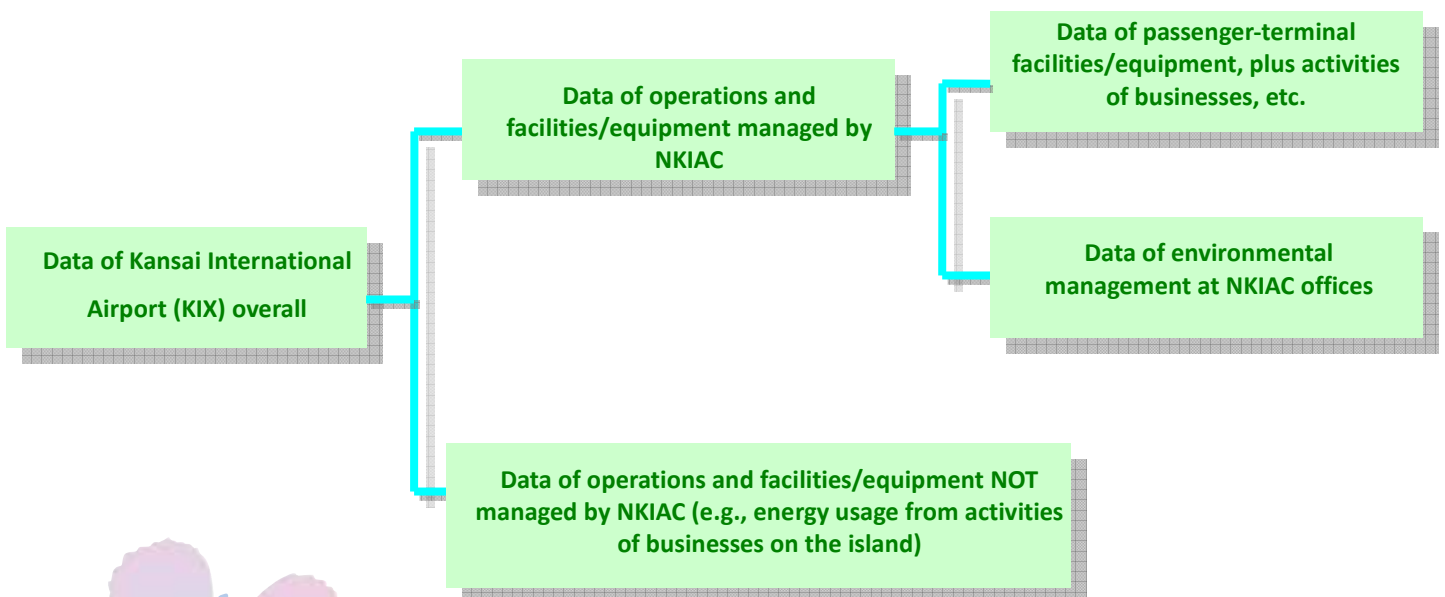 Data of Kansai International
Airport (KIX) overall
Data of operations and
facilities/equipment managed by
NKIAC
Data of passenger-terminal
facilities/equipment, plus activities
of businesses, etc.
Data of environmental
management at NKIAC offices
Data of operations and facilities/equipment NOT
managed by NKIAC (e.g., energy usage from activities
of businesses on the island)